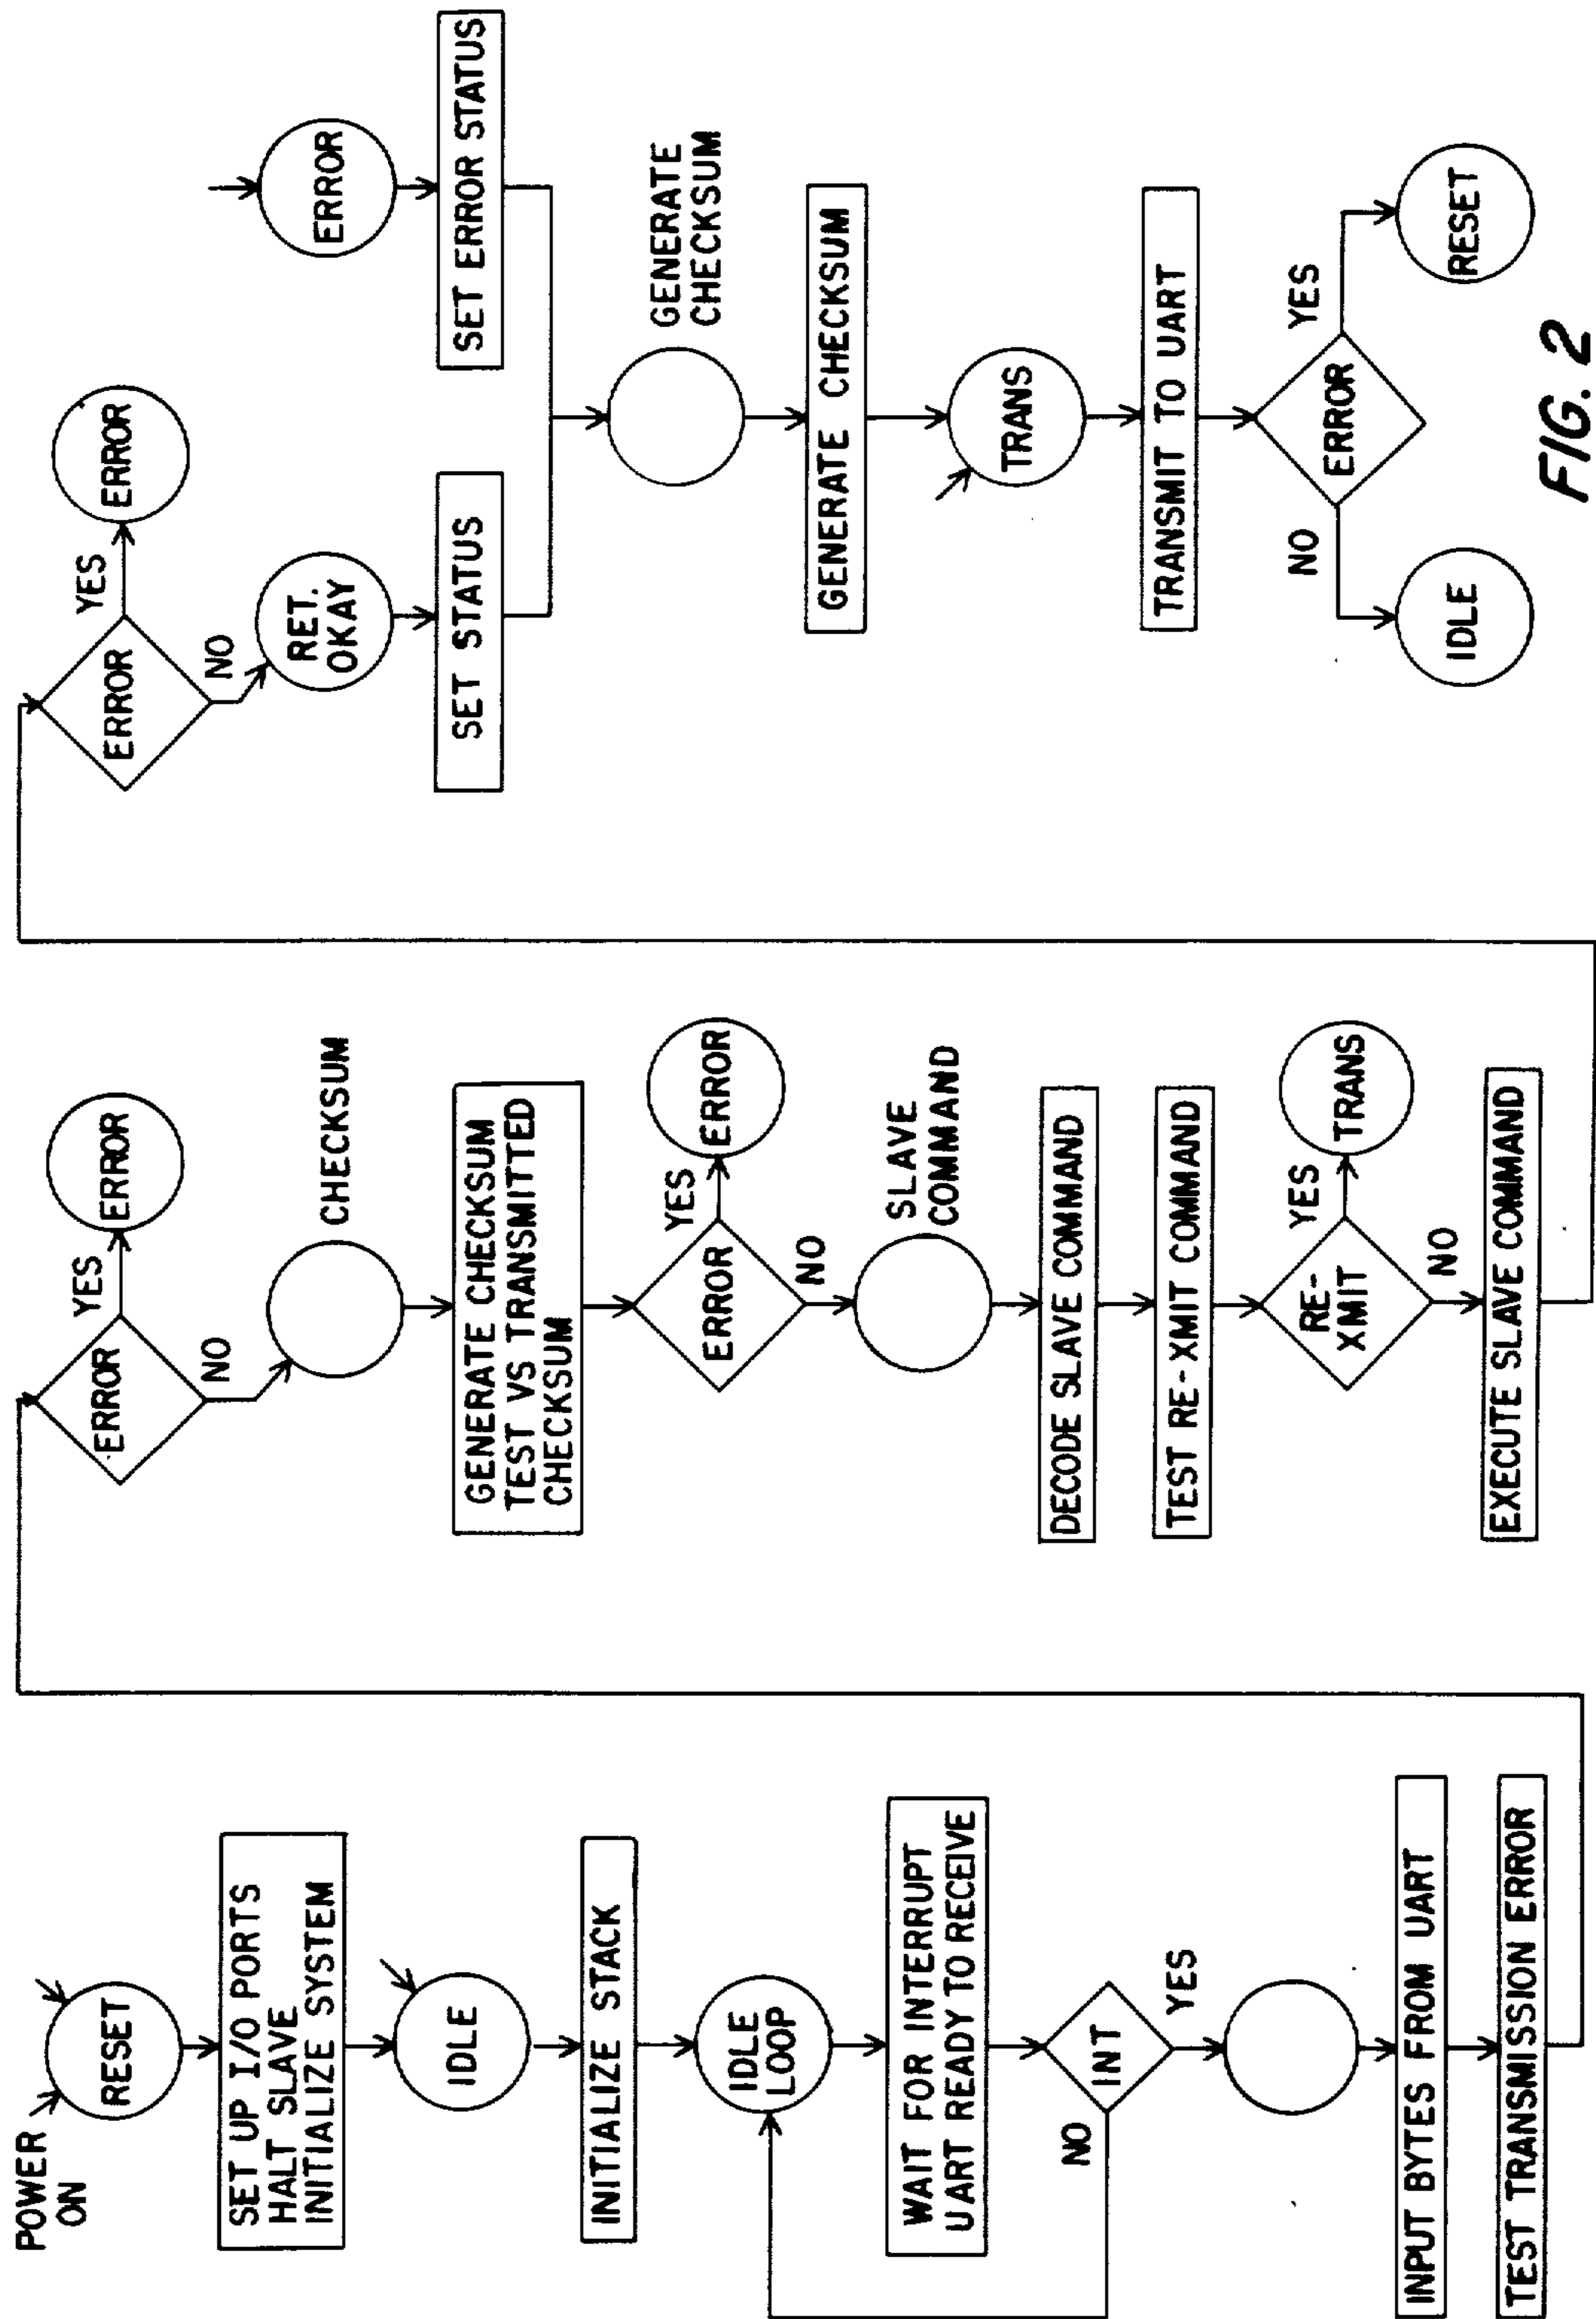 POWER
ON
RESET
SET UP I/O PORTS
HALT SLAVE
INITIALIZE SYSTEM
IDLE
INITIALIZE STACK
IDLE
LOOP
WAIT FOR INTERRUPT
UART READY TO RECEIVE
INT
NO
YES
INPUT BYTES FROM UART
TEST TRANSMISSION ERROR
ERROR
YES
ERROR
NO
CHECKSUM
GENERATE CHECKSUM
TEST VS TRANSMITTED
CHECKSUM
ERROR
YES
ERROR
NO
SLAVE
COMMAND
DECODE SLAVE COMMAND
TEST RE-XMIT COMMAND
RE-
XMIT
YES
TRANS
NO
EXECUTE SLAVE COMMAND
ERROR
YES
ERROR
NO
RET.
OKAY
SET STATUS
ERROR
SET ERROR STATUS
GENERATE
CHECKSUM
GENERATE CHECKSUM
TRANS
TRANSMIT TO UART
ERROR
NO
YES
IDLE
RESET
FIG. 2